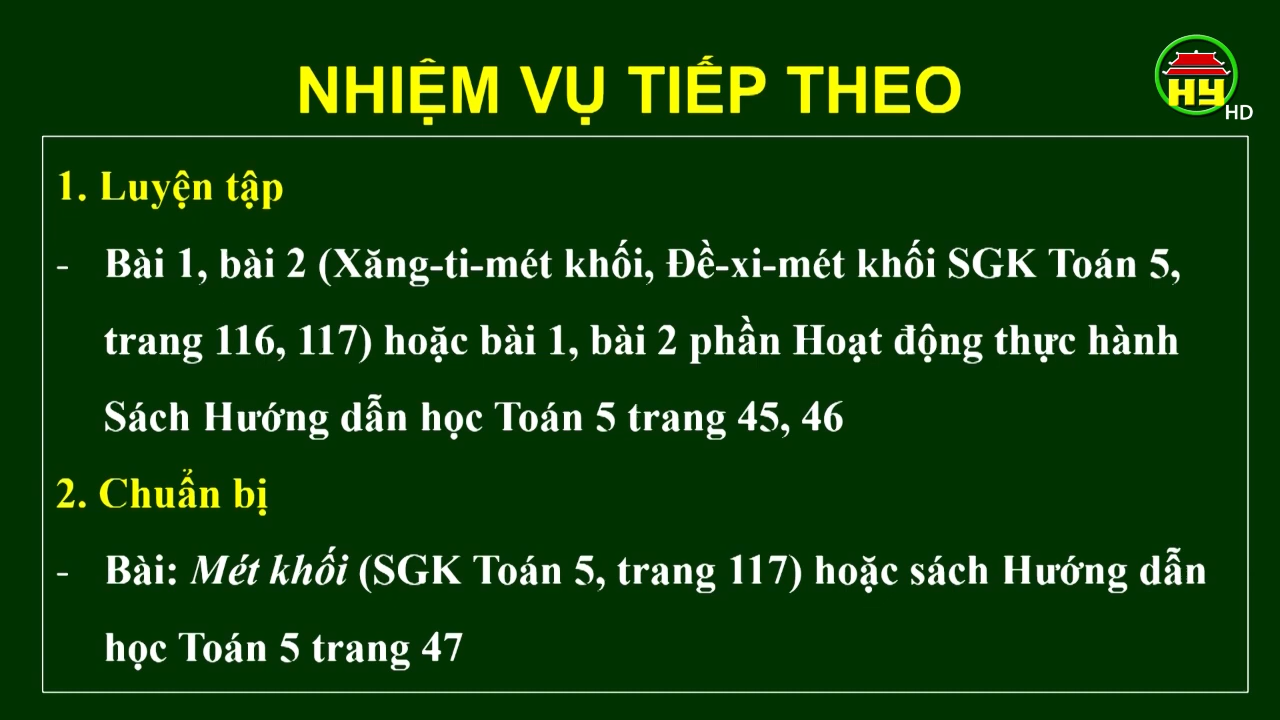 NHIỆM VỤ TIẾP THEO
HY
HD
1. Luyện tập
- Bài 1, bài 2 (Xăng-ti-mét khối, Đề-xi-mét khối SGK Toán 5,
trang 116, 117) hoặc bài 1, bài 2 phần Hoạt động thực hành
Sách Hướng dẫn học Toán 5 trang 45, 46
2. Chuẩn bị
- Bài: Mét khối (SGK Toán 5, trang 117) hoặc sách Hướng dẫn
học Toán 5 trang 47